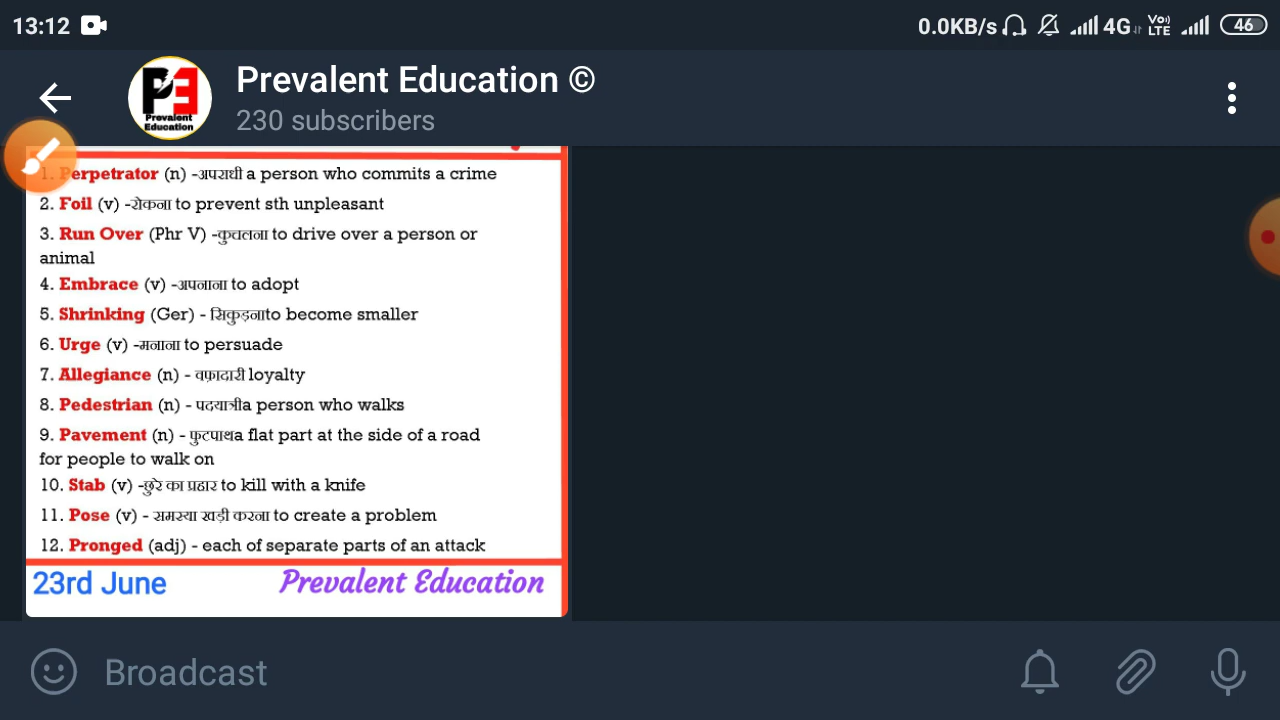 13:12
0.0KB/s 4G Vo)) LTE 46
Prevalent Education ©
PE
Prevalent
Education
230 subscribers
1. Perpetrator (n) -अपराधी a person who commits a crime
2. Foil (v) -रोकना to prevent sth unpleasant
3. Run Over (Phr V) -कुचलना to drive over a person or
animal
4. Embrace (v) -अपनाना to adopt
5. Shrinking (Ger) - सिकुड़नाto become smaller
6. Urge (v) -मनाना to persuade
7. Allegiance (n) - वफ़ादारी loyalty
8. Pedestrian (n) - पदयात्रीa person who walks
9. Pavement (n) - फुटपाथa flat part at the side of a road
for people to walk on
10. Stab (v) -छुरे का प्रहार to kill with a knife
11. Pose (v) - समस्या खड़ी करना to create a problem
12. Pronged (adj) - each of separate parts of an attack
23rd June Prevalent Education
Broadcast